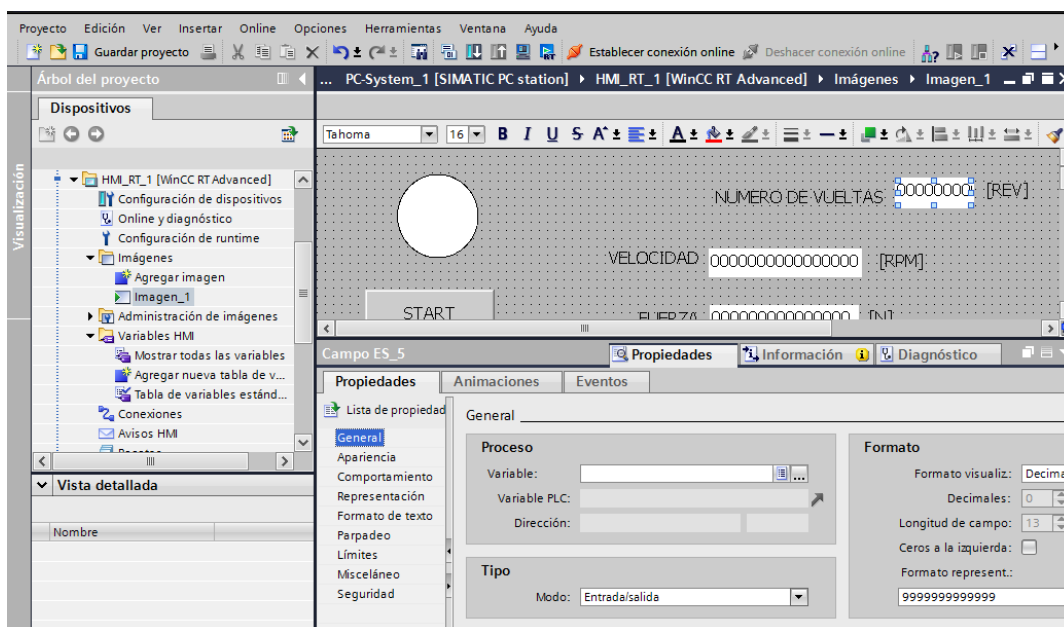 Proyecto Edición Ver Insertar Online Opciones Herramientas Ventana Ayuda
Guardar proyecto Establecer conexión online Deshacer conexión online
Árbol del proyecto
... PC-System_1 [SIMATIC PC station] HMI_RT_1 [WinCC RT Advanced] Imágenes Imagen_1
Dispositivos
Tahoma 16 B I U S A A
Visualización
HMI_RT_1 [WinCC RT Advanced]
Configuración de dispositivos
Online y diagnóstico
Configuración de runtime
Imágenes
Agregar imagen
Imagen_1
Administración de imágenes
Variables HMI
Mostrar todas las variables
Agregar nueva tabla de v...
Tabla de variables estánd...
Conexiones
Avisos HMI
NUMERO DE VUELTAS 00000000 [REV]
VELOCIDAD 0000000000000000 [RPM]
START
FUERZA 0000000000000000 [N]
Campo ES_5
Propiedades Información Diagnóstico
Propiedades Animaciones Eventos
Lista de propiedad
General
Apariencia
Comportamiento
Representación
Formato de texto
Parpadeo
Límites
Misceláneo
Seguridad
General
Proceso
Variable:
Variable PLC:
Dirección:
Tipo
Modo: Entrada/salida
Formato
Formato visualiz.: Decima
Decimales: 0
Longitud de campo: 13
Ceros a la izquierda:
Formato represent.:
9999999999999
Vista detallada
Nombre